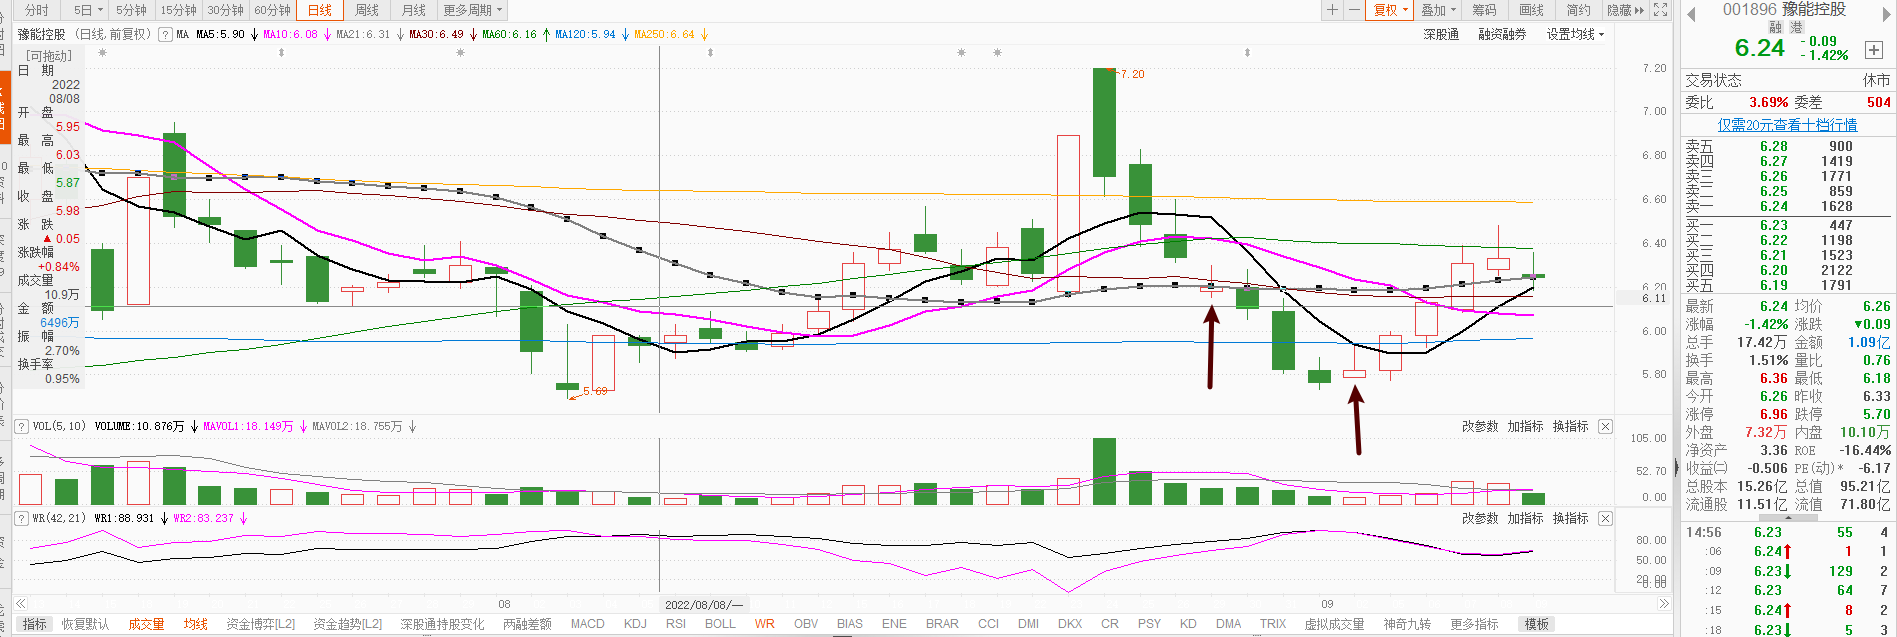 分时 5日 5分钟 15分钟 30分钟 60分钟 日线 周线 月线 更多周期
复权 叠加 筹码 画线 简约 隐藏
豫能控股 (日线,前复权) ? MA MA5:5.90 ↓ MA10:6.08 ↓ MA21:6.31 ↓ MA30:6.49 ↓ MA60:6.16 ↑ MA120:5.94 ↓ MA250:6.64 ↓
深股通 融资融券 设置均线
[可拖动]
日 期
2022
08/08
开 盘
5.95
最 高
6.03
最 低
5.87
收 盘
5.98
涨 跌
▲ 0.05
涨跌幅
+0.84%
成交量
10.9万
金 额
6496万
振 幅
2.70%
换手率
0.95%
7.20
5.69
7.20
7.00
6.80
6.60
6.40
6.20
6.11
6.00
5.80
? VOL(5,10) VOLUME:10.876万 ↓ MAVOL1:18.149万 ↓ MAVOL2:18.755万 ↓
改参数 加指标 换指标
105.00
52.70
0.00
? WR(42,21) WR1:88.931 ↓ WR2:83.237 ↓
改参数 加指标 换指标
80.00
50.00
20.00
0.00
08 2022/08/08/一 09
指标 恢复默认 成交量 均线 资金博弈[L2] 资金趋势[L2] 深股通持股变化 两融差额 MACD KDJ RSI BOLL WR OBV BIAS ENE BRAR CCI DMI DKX CR PSY KD DMA TRIX 虚拟成交量 神奇九转 更多指标 模板
001896 豫能控股
融 港
6.24 -0.09
-1.42%
交易状态 休市
委比 3.69% 委差 504
仅需20元查看十档行情
卖五 6.28 900
卖四 6.27 1419
卖三 6.26 1771
卖二 6.25 859
卖一 6.24 1628
买一 6.23 447
买二 6.22 1198
买三 6.21 1523
买四 6.20 2122
买五 6.19 1791
最新 6.24 均价 6.26
涨幅 -1.42% 涨跌 ▼0.09
总手 17.42万 金额 1.09亿
换手 1.51% 量比 0.76
最高 6.36 最低 6.18
今开 6.26 昨收 6.33
涨停 6.96 跌停 5.70
外盘 7.32万 内盘 10.10万
净资产 3.36 ROE -16.44%
收益㈡ -0.506 PE(动)* -6.17
总股本 15.26亿 总值 95.21亿
流通股 11.51亿 流值 71.80亿
14:56 6.23 55 4
:06 6.24↑ 1 1
:09 6.23↓ 129 2
:12 6.23 64 7
:15 6.24↑ 8 2
:18 6.23↓ 5 3